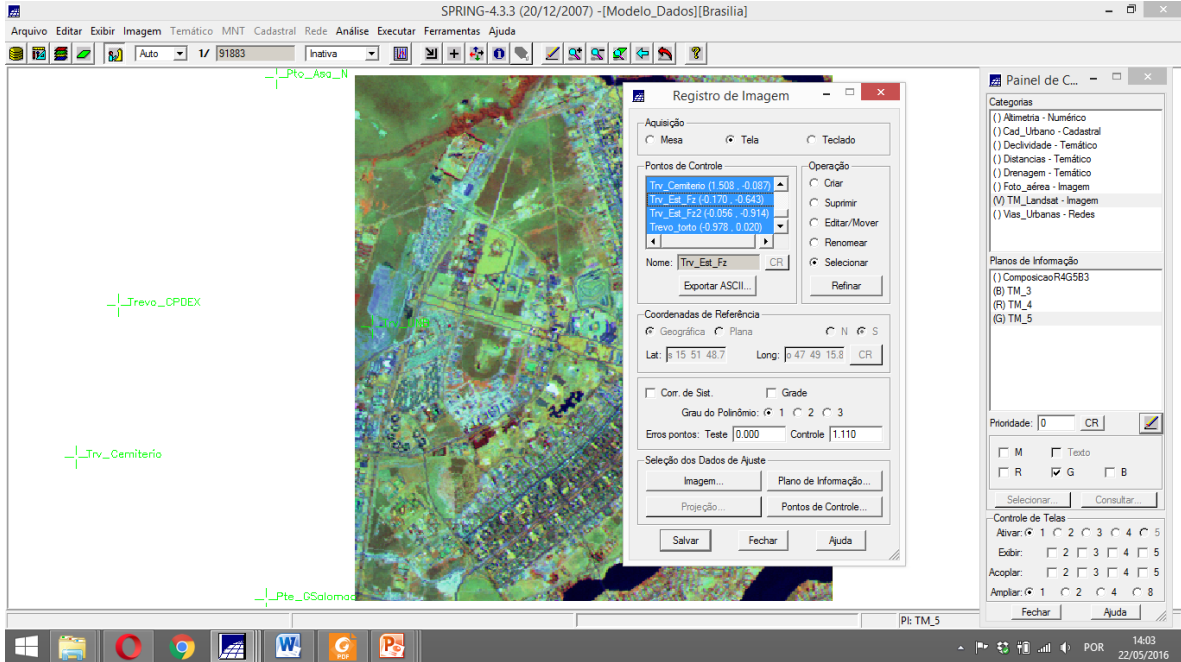 SPRING-4.3.3 (20/12/2007) -[Modelo_Dados][Brasilia]
Arquivo Editar Exibir Imagem Temático MNT Cadastral Rede Análise Executar Ferramentas Ajuda
Auto 1/ 91883 Inativa
Pto_Asa_N
Trevo_CPDEX
Trv_Cemiterio
Pte_GSalomao
Registro de Imagem
Aquisição
Mesa Tela Teclado
Pontos de Controle
Trv_Cemiterio (1.508 , -0.087)
Trv_Est_Fz (-0.170 , -0.643)
Trv_Est_Fz2 (-0.056 , -0.914)
Trevo_torto (-0.978 , 0.020)
Nome: Trv_Est_Fz CR
Exportar ASCII...
Operação
Criar
Suprimir
Editar/Mover
Renomear
Selecionar
Refinar
Coordenadas de Referência
Geográfica Plana N S
Lat: s 15 51 48.7 Long: o 47 49 15.8 CR
Corr. de Sist. Grade
Grau do Polinômio: 1 2 3
Erros pontos: Teste 0.000 Controle 1.110
Seleção dos Dados de Ajuste
Imagem... Plano de Informação...
Projeção... Pontos de Controle...
Salvar Fechar Ajuda
Painel de C...
Categorias
( ) Altimetria - Numérico
( ) Cad_Urbano - Cadastral
( ) Declividade - Temático
( ) Distancias - Temático
( ) Drenagem - Temático
( ) Foto_aérea - Imagem
(V) TM_Landsat - Imagem
( ) Vias_Urbanas - Redes
Planos de Informação
( ) ComposicaoR4G5B3
(B) TM_3
(R) TM_4
(G) TM_5
Prioridade: 0 CR
M Texto
R G B
Selecionar... Consultar...
Controle de Telas
Ativar: 1 2 3 4 5
Exibir: 2 3 4 5
Acoplar: 2 3 4 5
Ampliar: 1 2 4 8
Fechar Ajuda
PI: TM_5
POR
14:03
22/05/2016